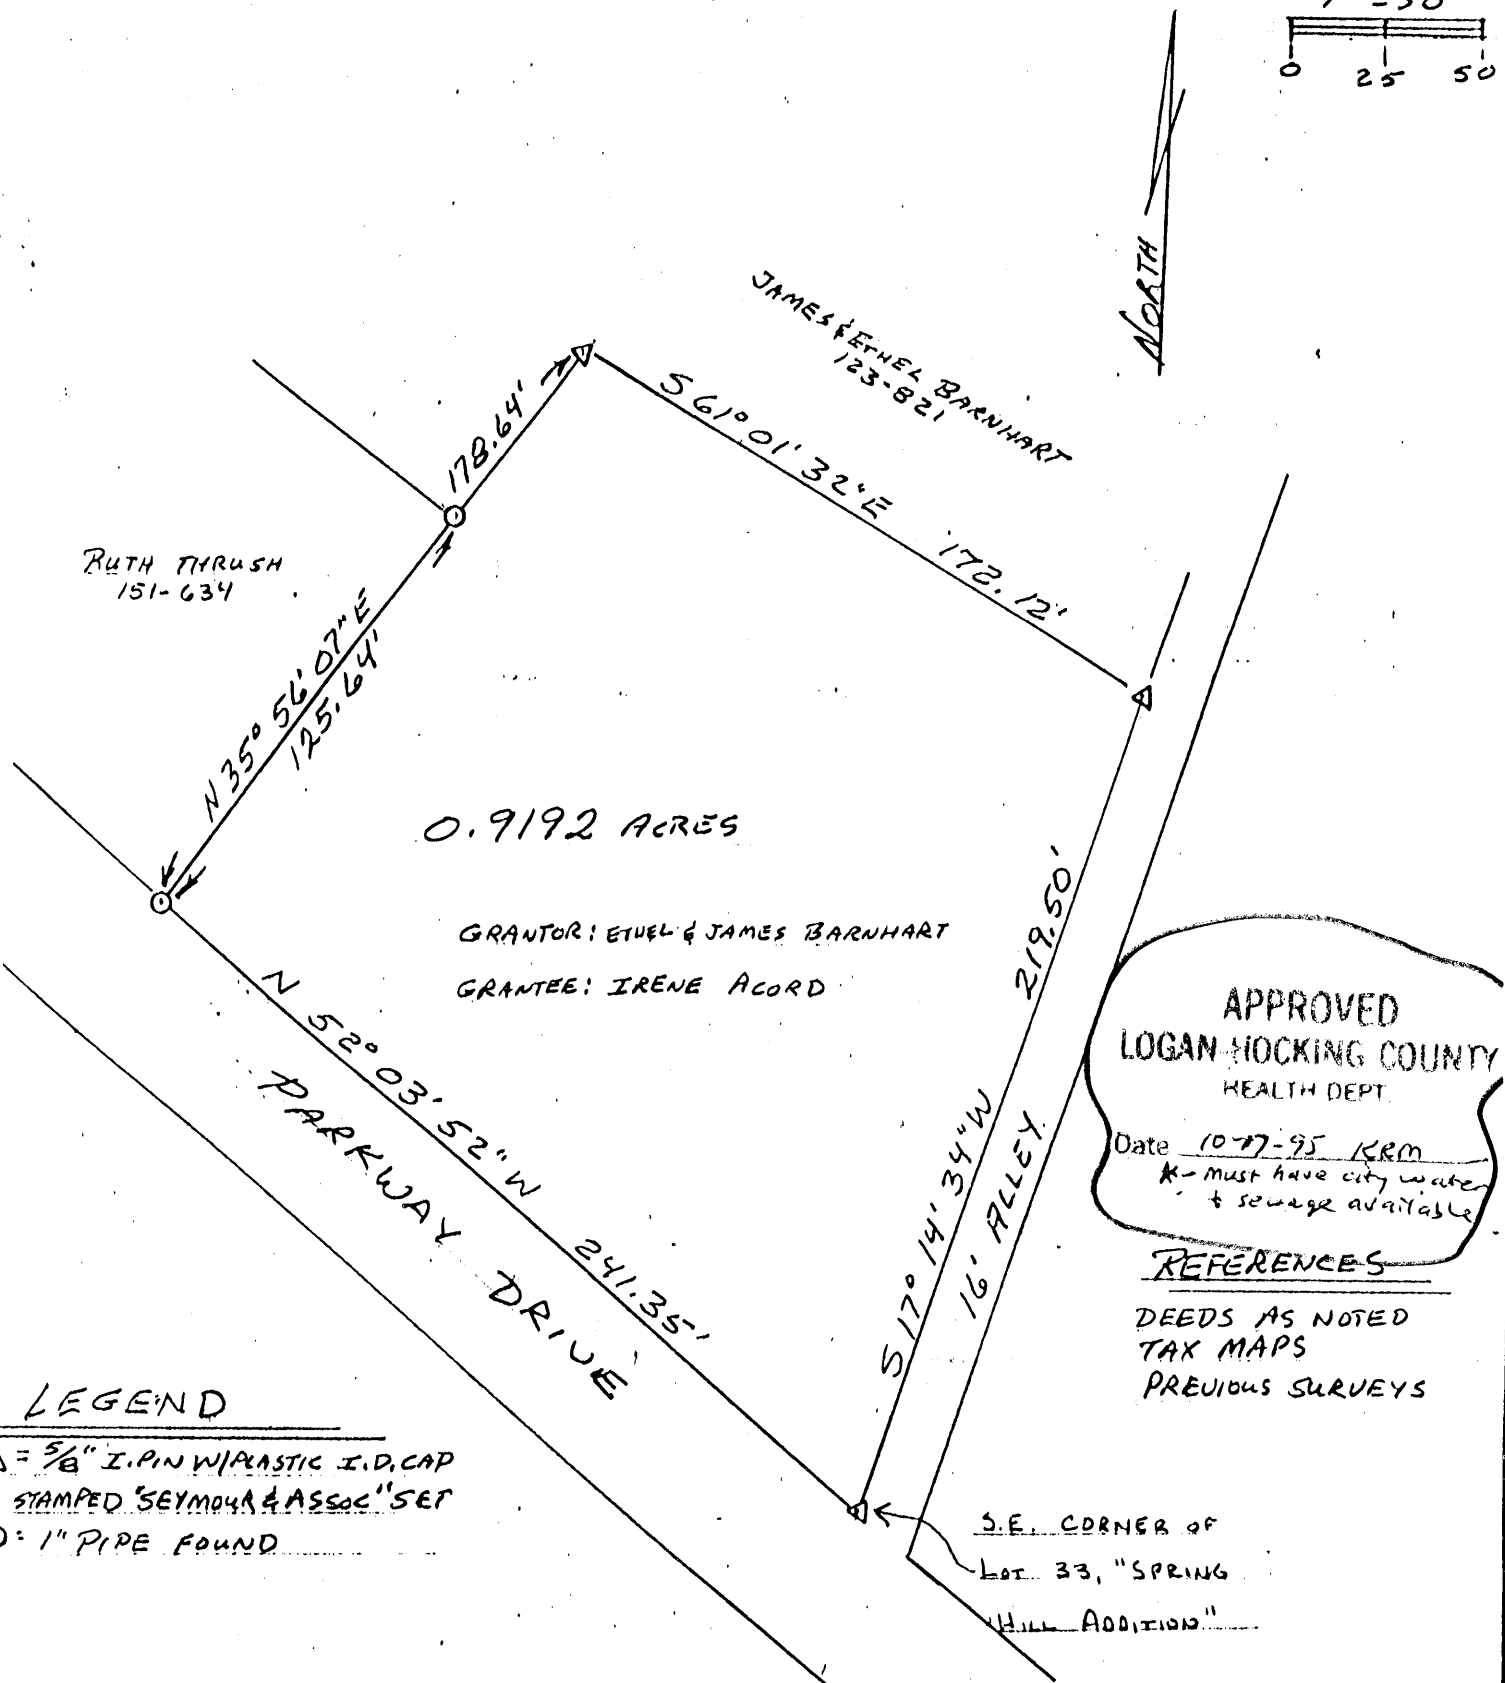 0 25 50
NORTH
JAMES & ETHEL BARNHART
123-821
178.64'
S 61° 01' 32" E 172.12'
RUTH THRUSH
151-634
N 35° 56' 07" E
125.64'
0.9192 ACRES
GRANTOR: ETHEL & JAMES BARNHART
GRANTEE: IRENE ACORD
219.50'
S 17° 14' 34" W
16' ALLEY
N 52° 03' 52" W 241.35'
PARKWAY DRIVE
APPROVED
LOGAN-HOCKING COUNTY
HEALTH DEPT.
Date KRM
*- Must have city water
& sewage available
REFERENCES
DEEDS AS NOTED
TAX MAPS
PREVIOUS SURVEYS
LEGEND
= 5/8" I.PIN W/PLASTIC I.D. CAP
STAMPED "SEYMOUR & ASSOC" SET
= 1" PIPE FOUND
S.E. CORNER OF
LOT 33, "SPRING
HILL ADDITION"